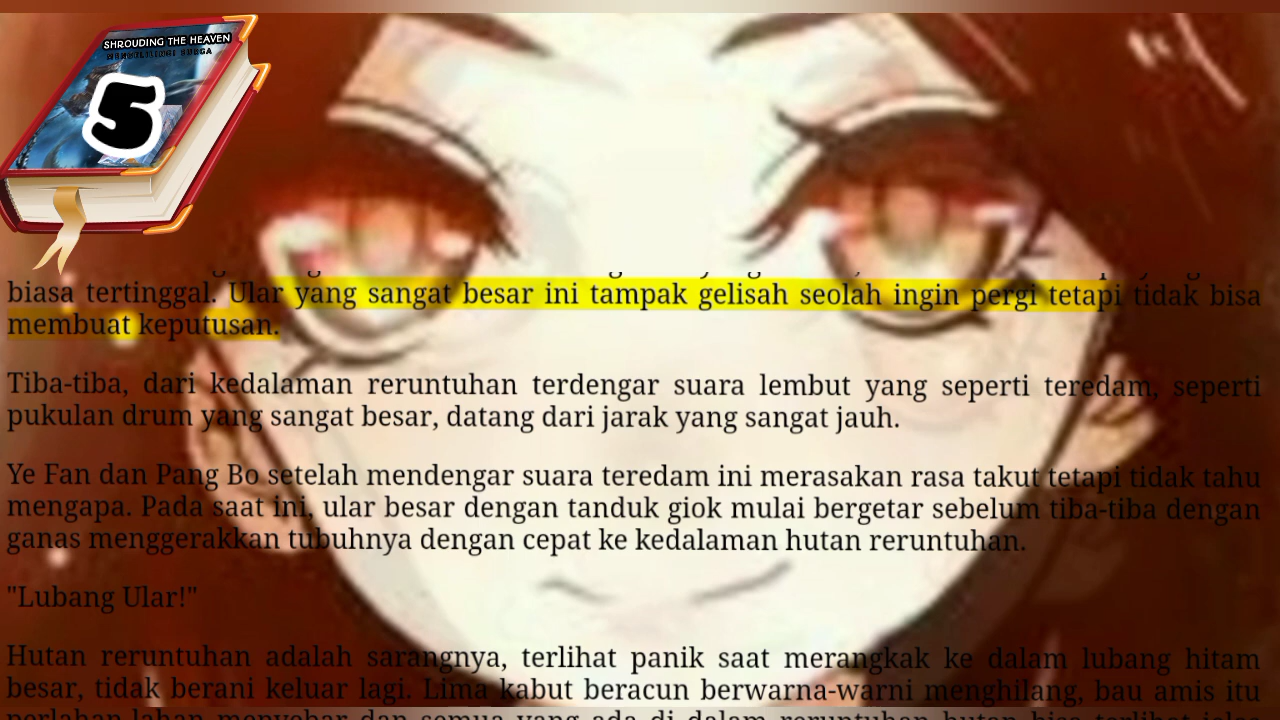 SHROUDING THE HEAVEN
5
biasa tertinggal. Ular yang sangat besar ini tampak gelisah seolah ingin pergi tetapi tidak bisa
membuat keputusan.
Tiba-tiba, dari kedalaman reruntuhan terdengar suara lembut yang seperti teredam, seperti
pukulan drum yang sangat besar, datang dari jarak yang sangat jauh.
Ye Fan dan Pang Bo setelah mendengar suara teredam ini merasakan rasa takut tetapi tidak tahu
mengapa. Pada saat ini, ular besar dengan tanduk giok mulai bergetar sebelum tiba-tiba dengan
ganas menggerakkan tubuhnya dengan cepat ke kedalaman hutan reruntuhan.
"Lubang Ular!"
Hutan reruntuhan adalah sarangnya, terlihat panik saat merangkak ke dalam lubang hitam
besar, tidak berani keluar lagi. Lima kabut beracun berwarna-warni menghilang, bau amis itu